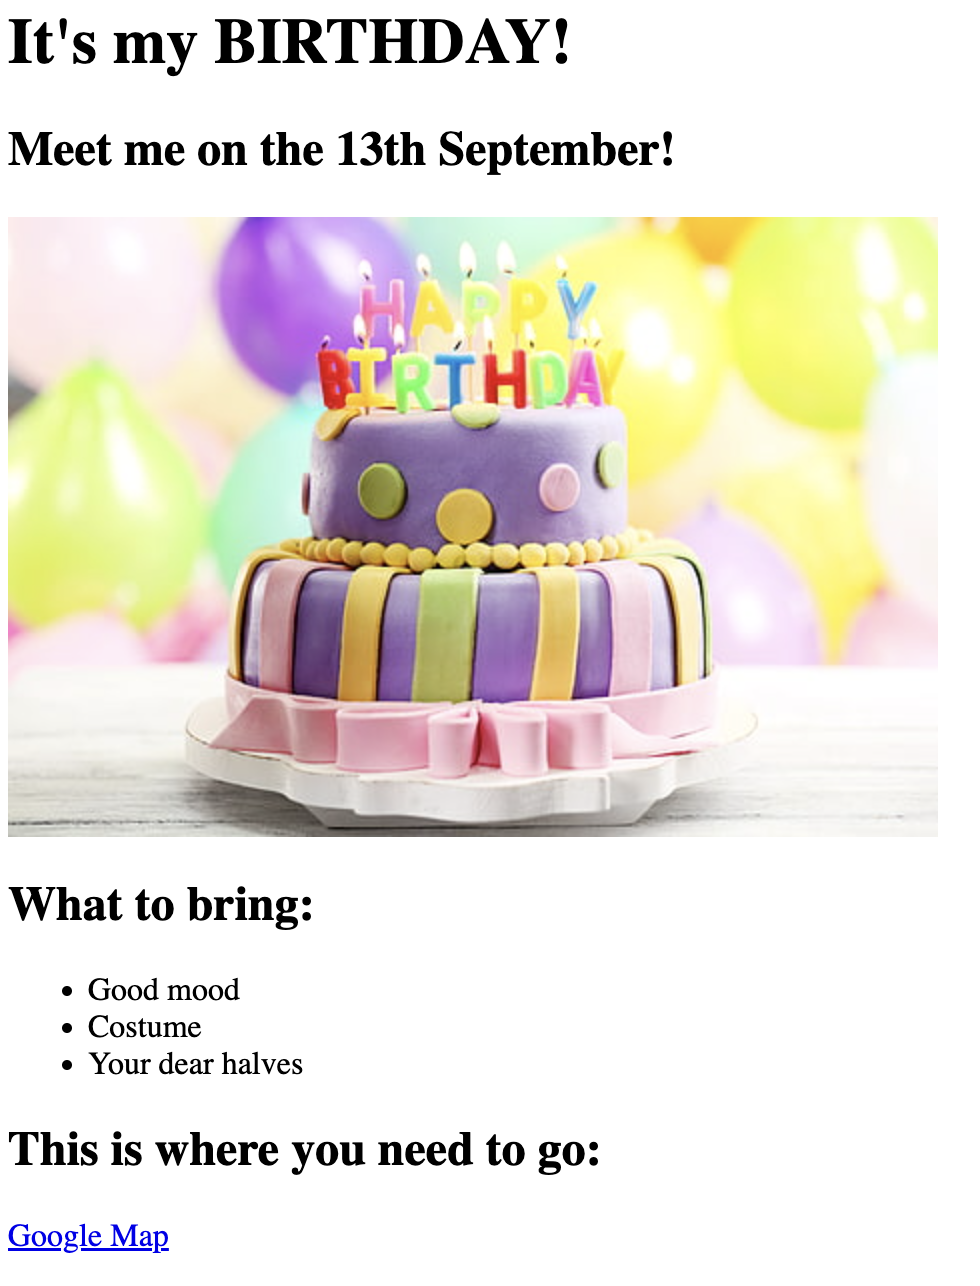 It's my BIRTHDAY!
Meet me on the 13th September!
HAPPY
BIRTHDAY
What to bring:
Good mood
Costume
Your dear halves
This is where you need to go:
Google Map